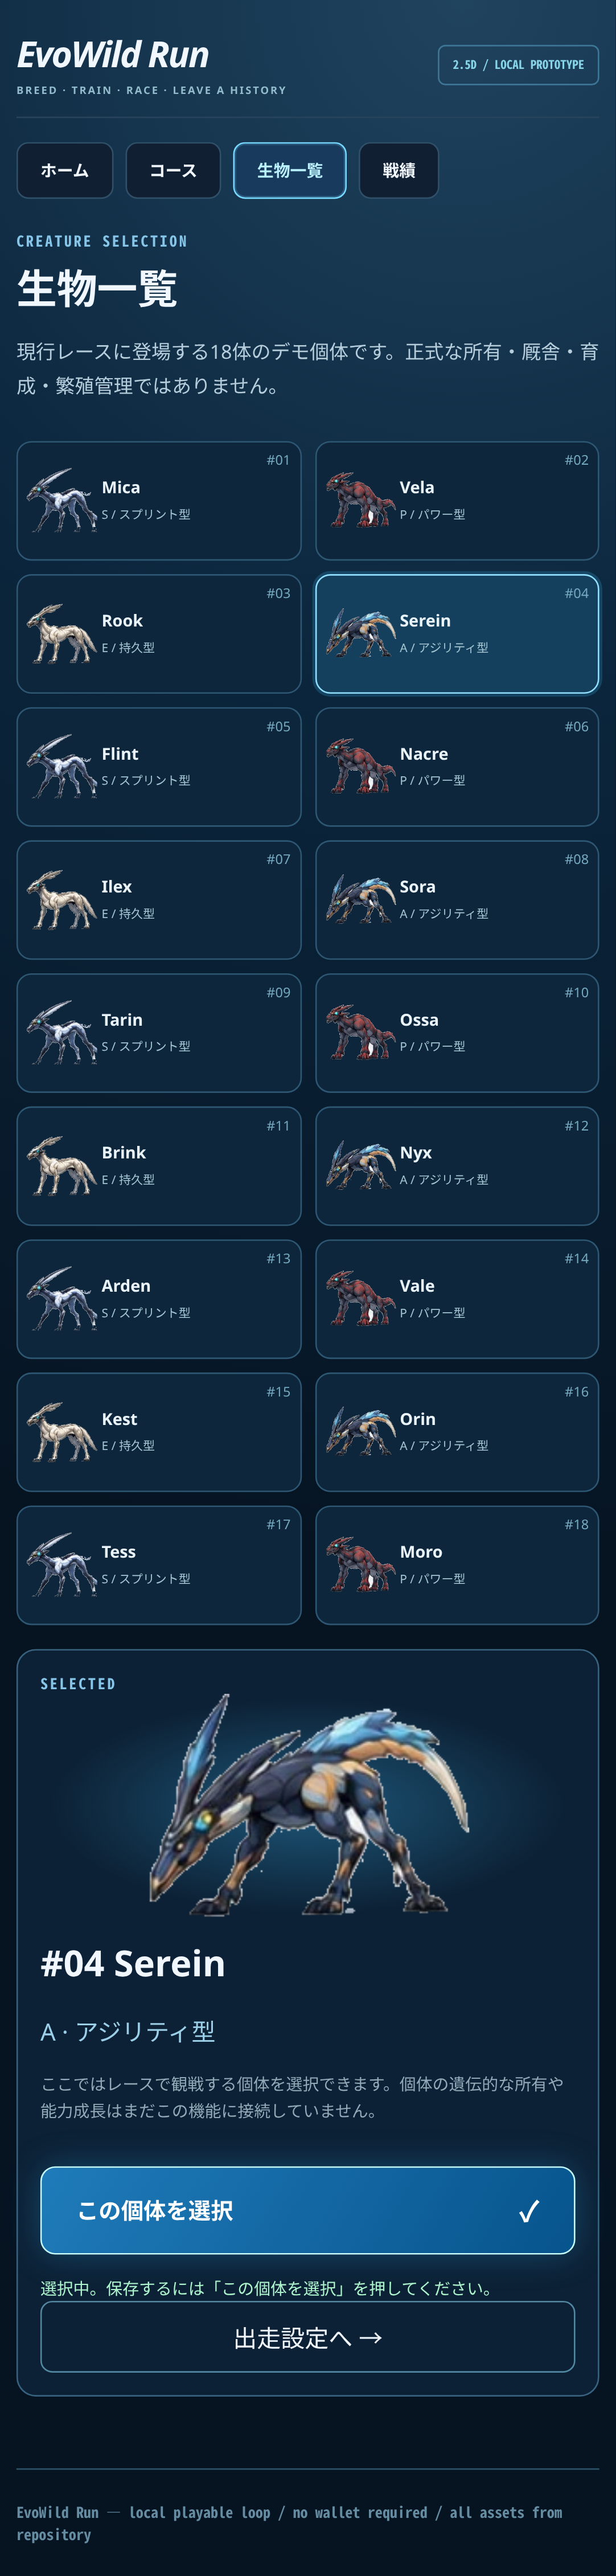 EvoWild Run
BREED · TRAIN · RACE · LEAVE A HISTORY
2.5D / LOCAL PROTOTYPE
ホーム
コース
生物一覧
戦績
CREATURE SELECTION
生物一覧
現行レースに登場する18体のデモ個体です。正式な所有・厩舎・育
成・繁殖管理ではありません。
#01
Mica
S / スプリント型
#02
Vela
P / パワー型
#03
Rook
E / 持久型
#04
Serein
A / アジリティ型
#05
Flint
S / スプリント型
#06
Nacre
P / パワー型
#07
Ilex
E / 持久型
#08
Sora
A / アジリティ型
#09
Tarin
S / スプリント型
#10
Ossa
P / パワー型
#11
Brink
E / 持久型
#12
Nyx
A / アジリティ型
#13
Arden
S / スプリント型
#14
Vale
P / パワー型
#15
Kest
E / 持久型
#16
Orin
A / アジリティ型
#17
Tess
S / スプリント型
#18
Moro
P / パワー型
SELECTED
#04 Serein
A · アジリティ型
ここではレースで観戦する個体を選択できます。個体の遺伝的な所有や
能力成長はまだこの機能に接続していません。
この個体を選択 ✓
選択中。保存するには「この個体を選択」を押してください。
出走設定へ →
EvoWild Run — local playable loop / no wallet required / all assets from
repository